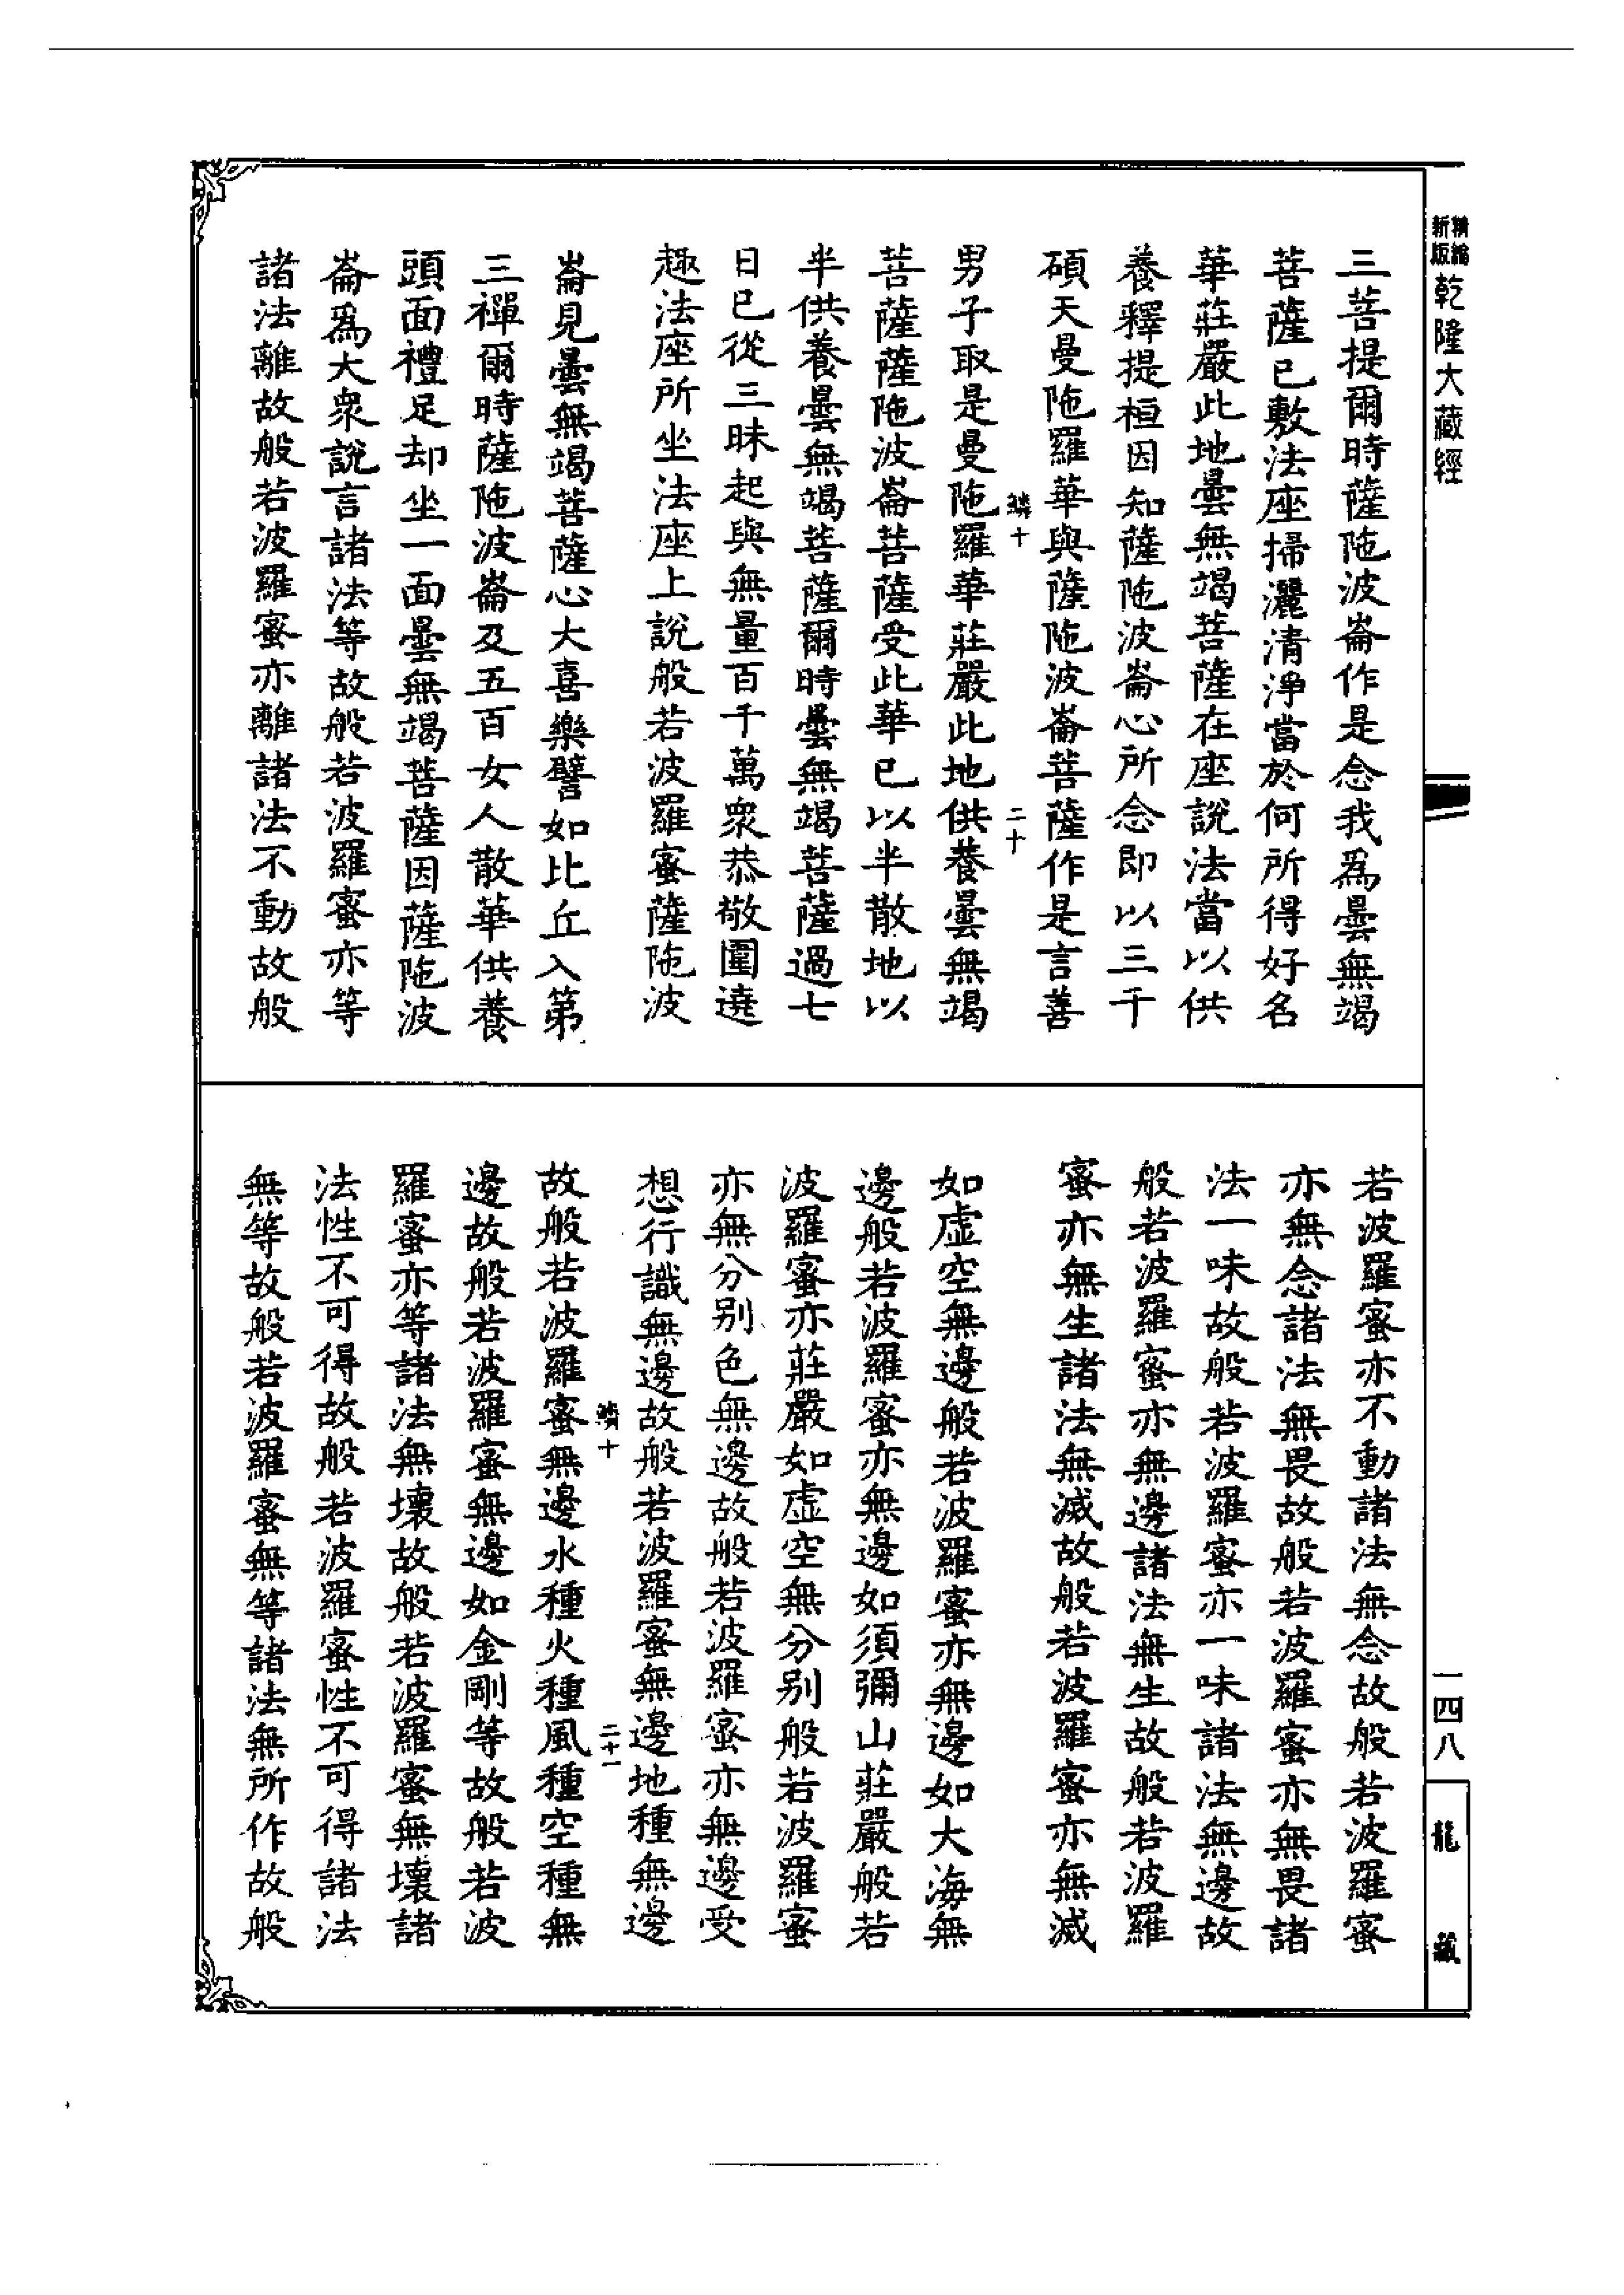 新編
精版
乾隆大藏經
三菩提爾時薩陁波崙作是念我爲曇無竭
菩薩已敷法座掃灑清淨當於何所得好名
華莊嚴此地曇無竭菩薩在座說法當以供
養釋提桓因知薩陁波崙心所念即以三千
碩天曼陁羅華與薩陁波崙菩薩作是言善
男子取是曼陁羅華莊嚴此地供養曇無竭
菩薩薩陁波崙菩薩受此華已以半散地以
半供養曇無竭菩薩爾時曇無竭菩薩過七
日已從三昧起與無量百千萬衆恭敬圍遶
趣法座所坐法座上說般若波羅蜜薩陁波
崙見曇無竭菩薩心大喜樂譬如比丘入第
三禪爾時薩陁波崙及五百女人散華供養
頭面禮足却坐一面曇無竭菩薩因薩陁波
崙爲大衆說言諸法等故般若波羅蜜亦等
諸法離故般若波羅蜜亦離諸法不動故般
若波羅蜜亦不動諸法無念故般若波羅蜜
亦無念諸法無畏故般若波羅蜜亦無畏諸
法一味故般若波羅蜜亦一味諸法無邊故
般若波羅蜜亦無邊諸法無生故般若波羅
蜜亦無生諸法無滅故般若波羅蜜亦無滅
如虛空無邊般若波羅蜜亦無邊如大海無
邊般若波羅蜜亦無邊如須彌山莊嚴般若
波羅蜜亦莊嚴如虛空無分别般若波羅蜜
亦無分别色無邊故般若波羅蜜亦無邊受
想行識無邊故般若波羅蜜無邊地種無邊
故般若波羅蜜無邊水種火種風種空種無
邊故般若波羅蜜無邊如金剛等故般若波
羅蜜亦等諸法無壞故般若波羅蜜無壞諸
法性不可得故般若波羅蜜性不可得諸法
無等故般若波羅蜜無等諸法無所作故般
十
二十
十
二十一
一四八
龍藏